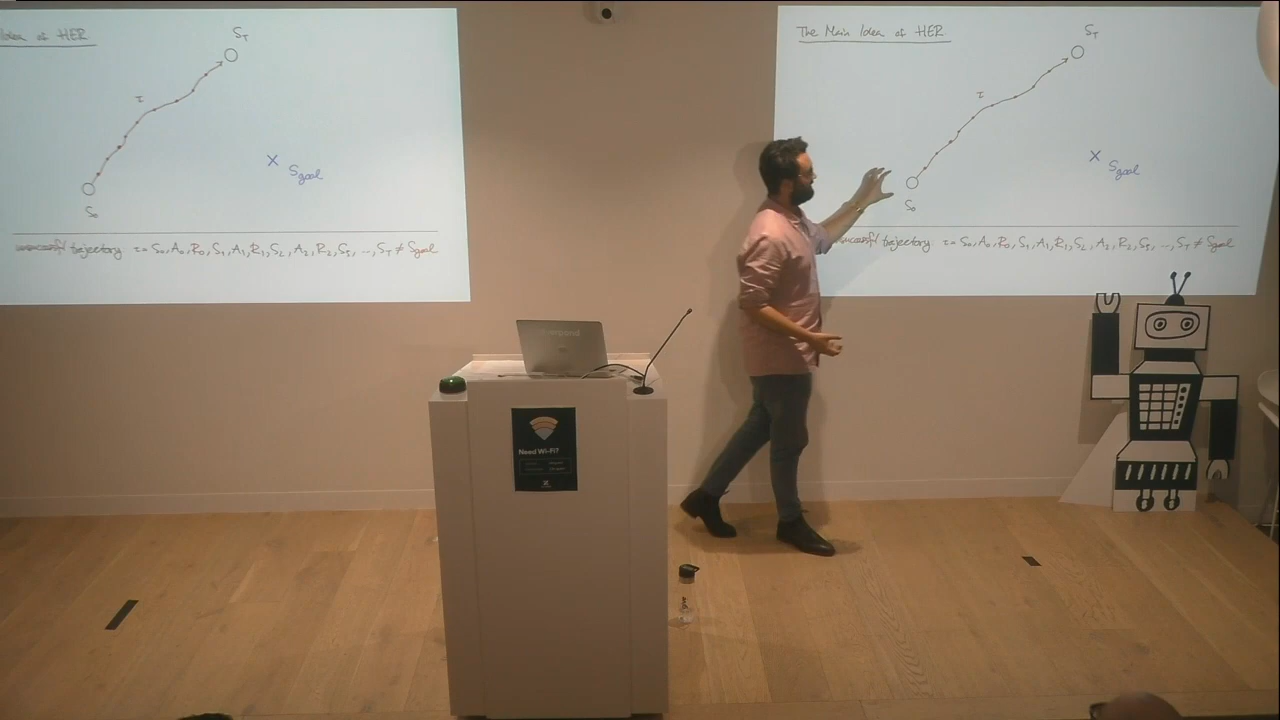 Idea of HER
S_T
τ
S_0
X S_goal
unsuccessful trajectory τ = S_0, A_0, R_0, S_1, A_1, R_1, S_2, A_2, R_2, S_3, ..., S_T ≠ S_goal
The Main Idea of HER
S_T
τ
S_0
X S_goal
trajectory τ = S_0, A_0, R_0, S_1, A_1, R_1, S_2, A_2, R_2, S_3, ..., S_T ≠ S_goal
Need Wi-Fi?